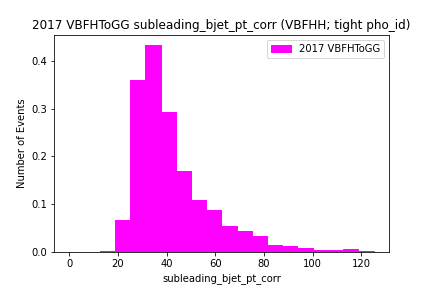 2017 VBFHToGG subleading_bjet_pt_corr (VBFHH; tight pho_id)
2017 VBFHToGG
Number of Events
0.4
0.3
0.2
0.1
0.0
0 20 40 60 80 100 120
subleading_bjet_pt_corr